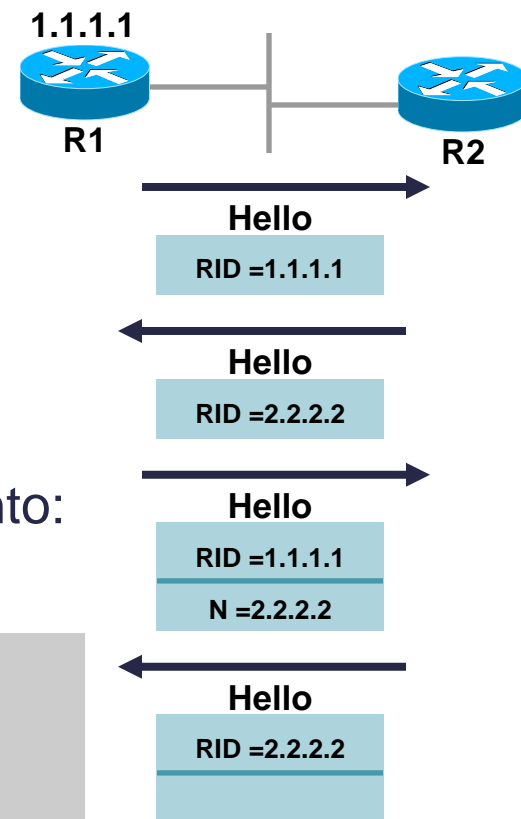 1.1.1.1
R1
R2
Hello
RID =1.1.1.1
Hello
RID =2.2.2.2
nto:
Hello
RID =1.1.1.1
N =2.2.2.2
Hello
RID =2.2.2.2